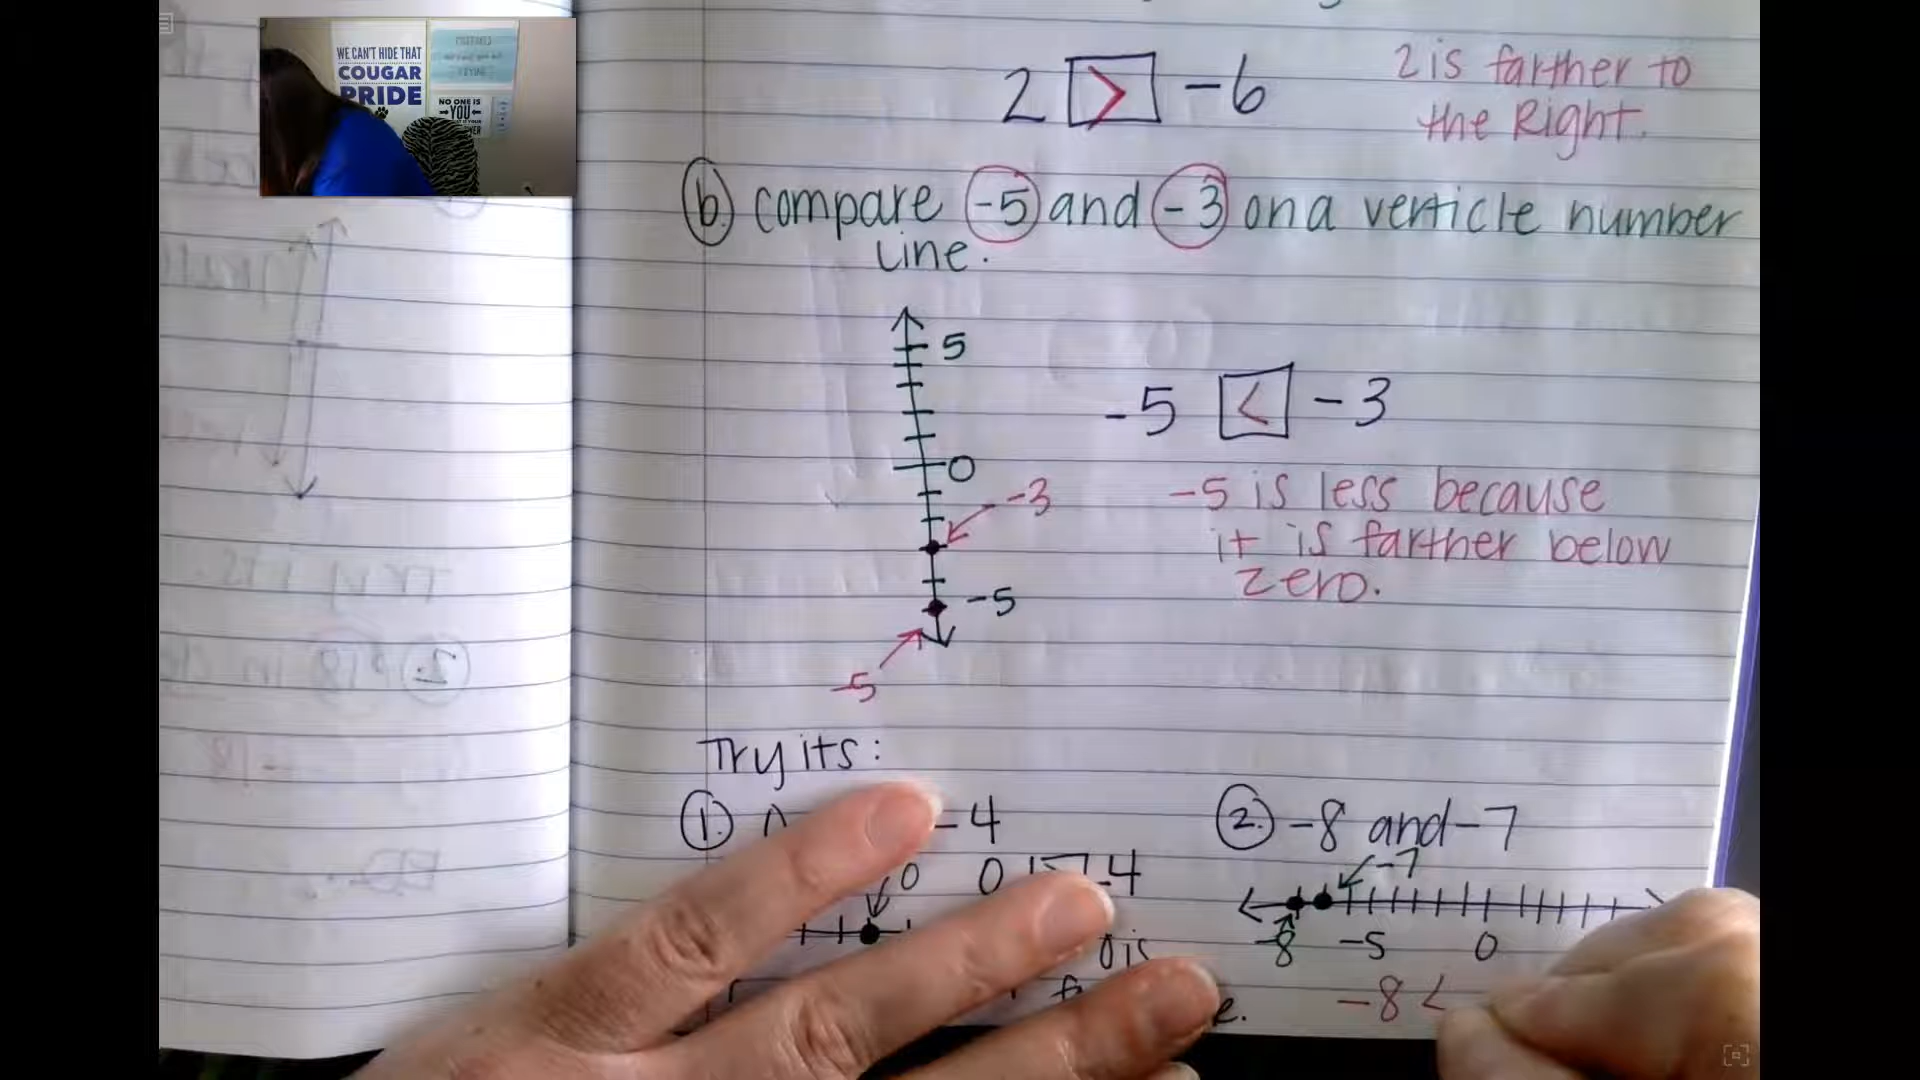 WE CAN'T HIDE THAT
COUGAR
PRIDE
NO ONE IS
YOU
2 > -6
2 is farther to
the Right.
b. compare -5 and -3 on a verticle number
line.
5
0
-3
-5
-5
-5 < -3
-5 is less because
it is farther below
zero.
Try its:
1. 0 -4
0 0 -4
0 is
e.
2. -8 and -7
-7
-8 -5 0
-8 <